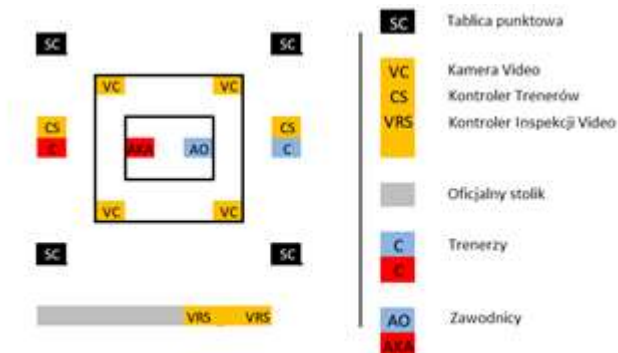 SC SC
VC VC
CS CS
C AKA AO C
VC VC
SC SC
VRS VRS
SC Tablica punktowa
VC Kamera Video
CS Kontroler Trenerów
VRS Kontroler Inspekcji Video
Oficjalny stolik
C Trenerzy
C
AO Zawodnicy
AKA